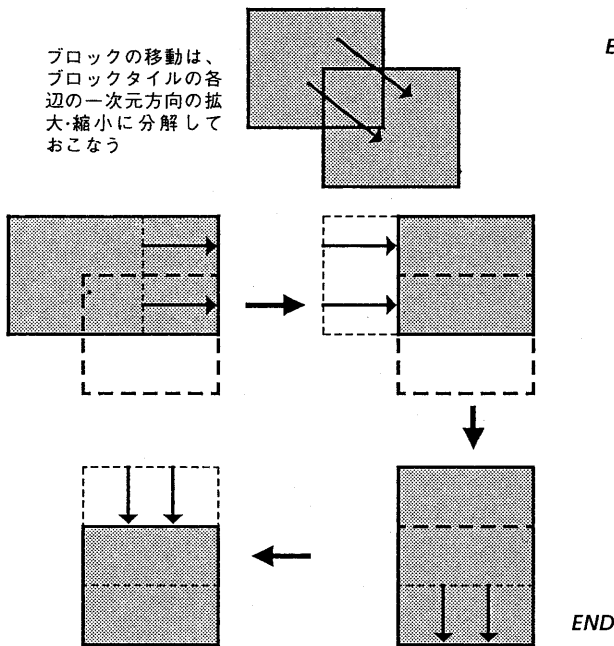 ブロックの移動は、
ブロックタイルの各
辺の一次元方向の拡
大・縮小に分解して
おこなう
E
END